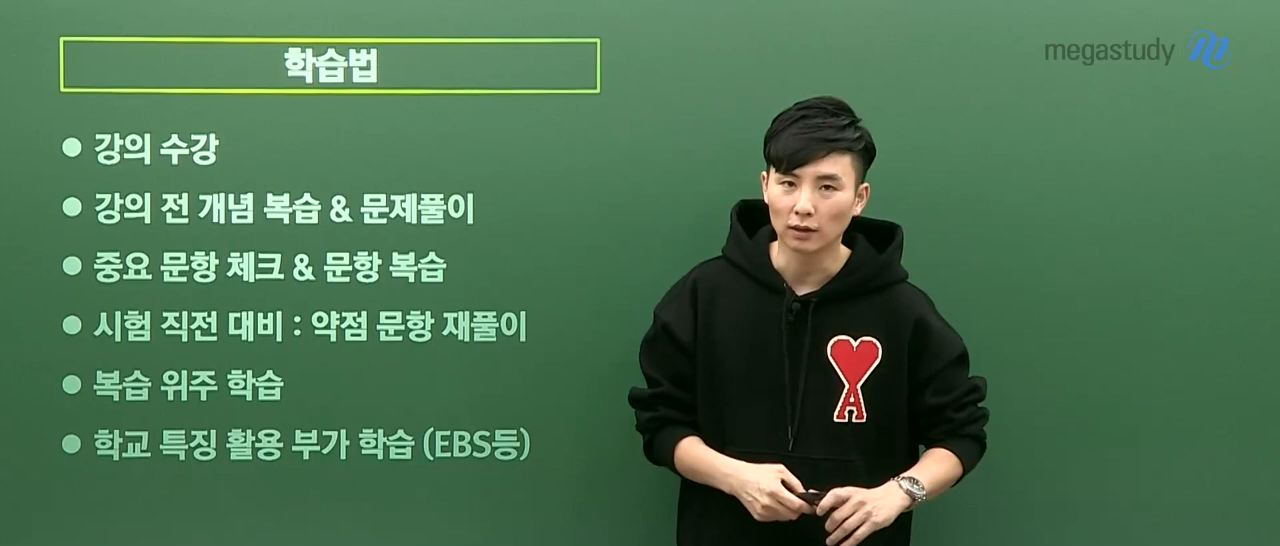 학습법
megastudy
● 강의 수강
● 강의 전 개념 복습 & 문제풀이
● 중요 문항 체크 & 문항 복습
● 시험 직전 대비 : 약점 문항 재풀이
● 복습 위주 학습
● 학교 특징 활용 부가 학습 (EBS등)
A